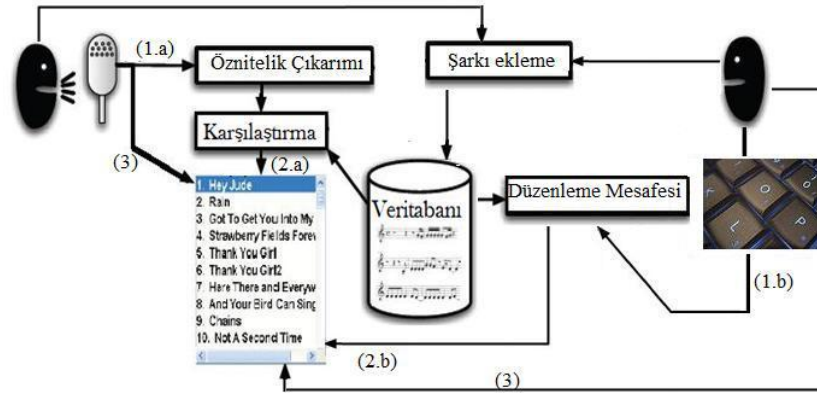 (1.a)
Öznitelik Çıkarımı
Şarkı ekleme
Karşılaştırma
(3)
(2.a)
1. Hey Jude
2. Rain
3. Got To Get You Into My
4. Strawberry Fields Forev
5. Thank You Girl
6. Thank You Girl2
7. Here There and Everyw
8. And Your Bird Can Sing
9. Chains
10. Not A Second Time
Veritabanı
Düzenleme Mesafesi
K
L
O
P
(1.b)
(2.b)
(3)